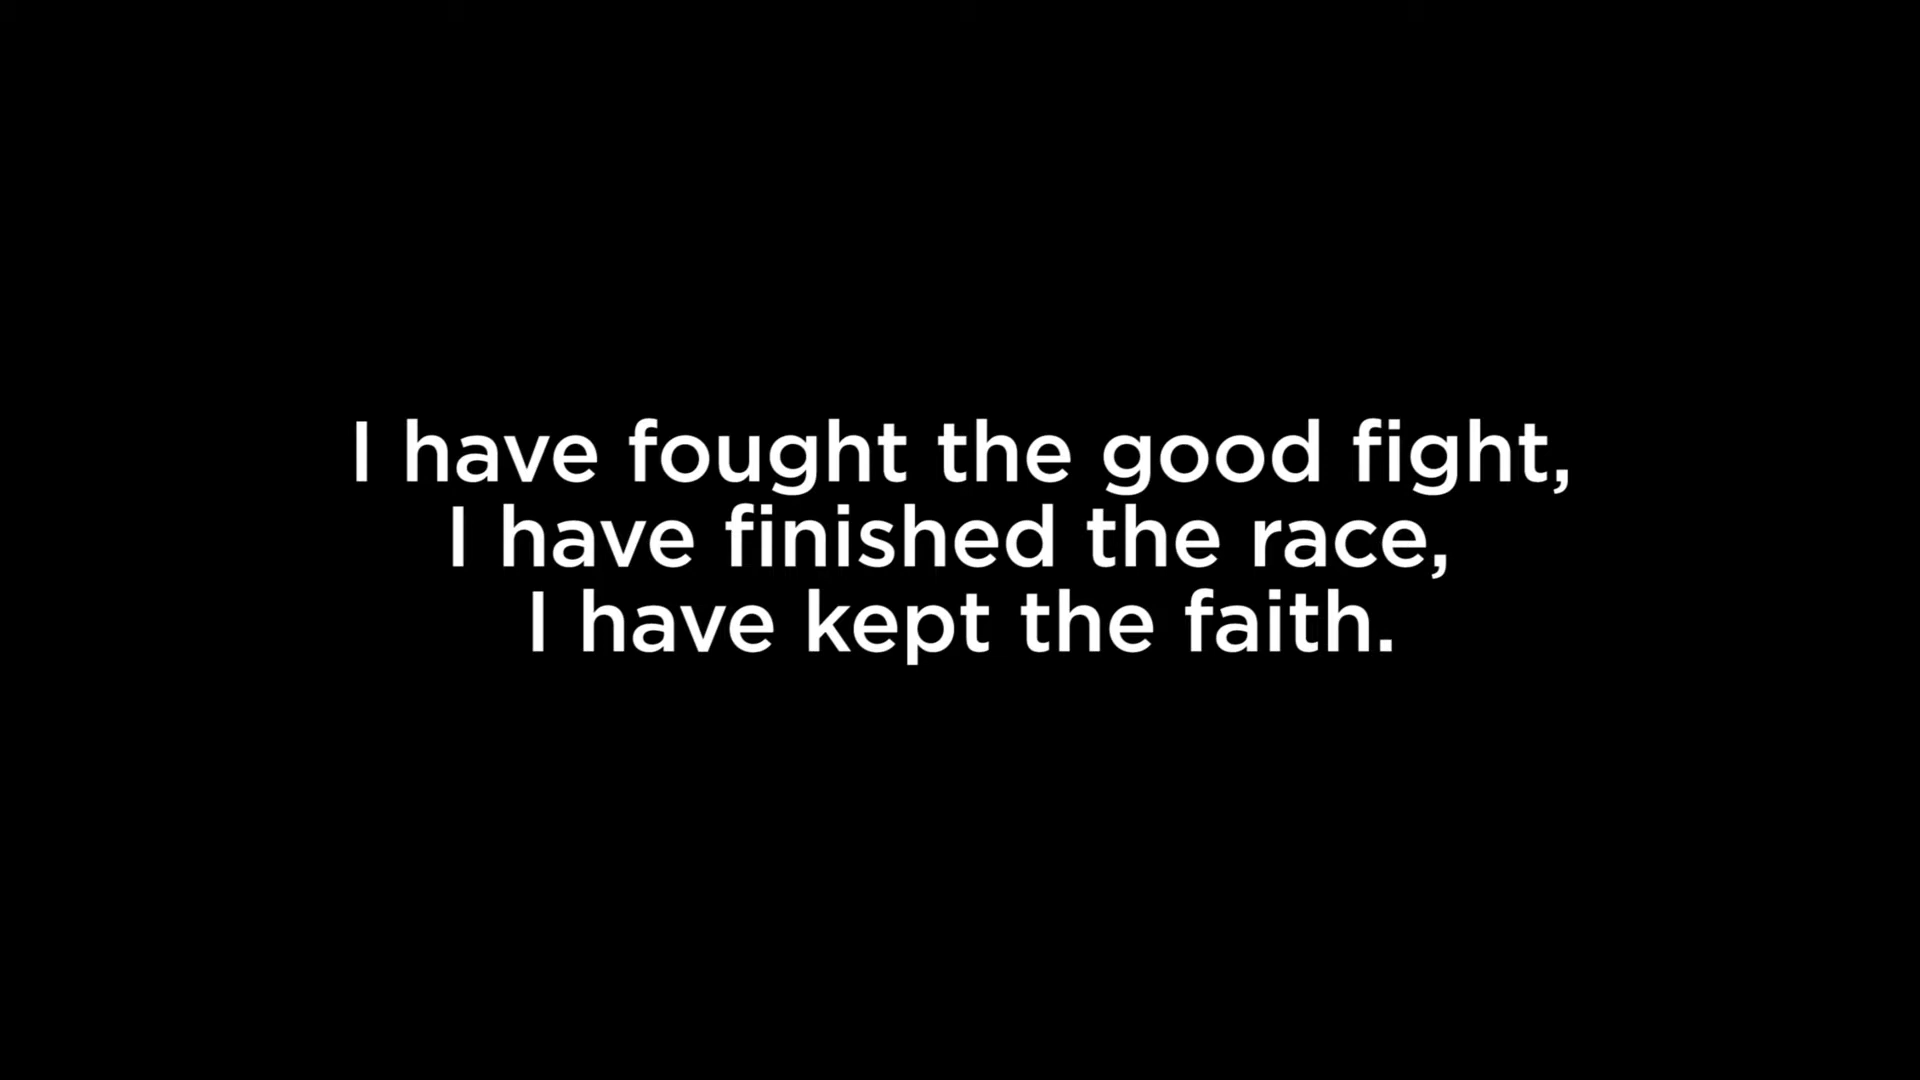 I have fought the good fight,
I have finished the race,
I have kept the faith.